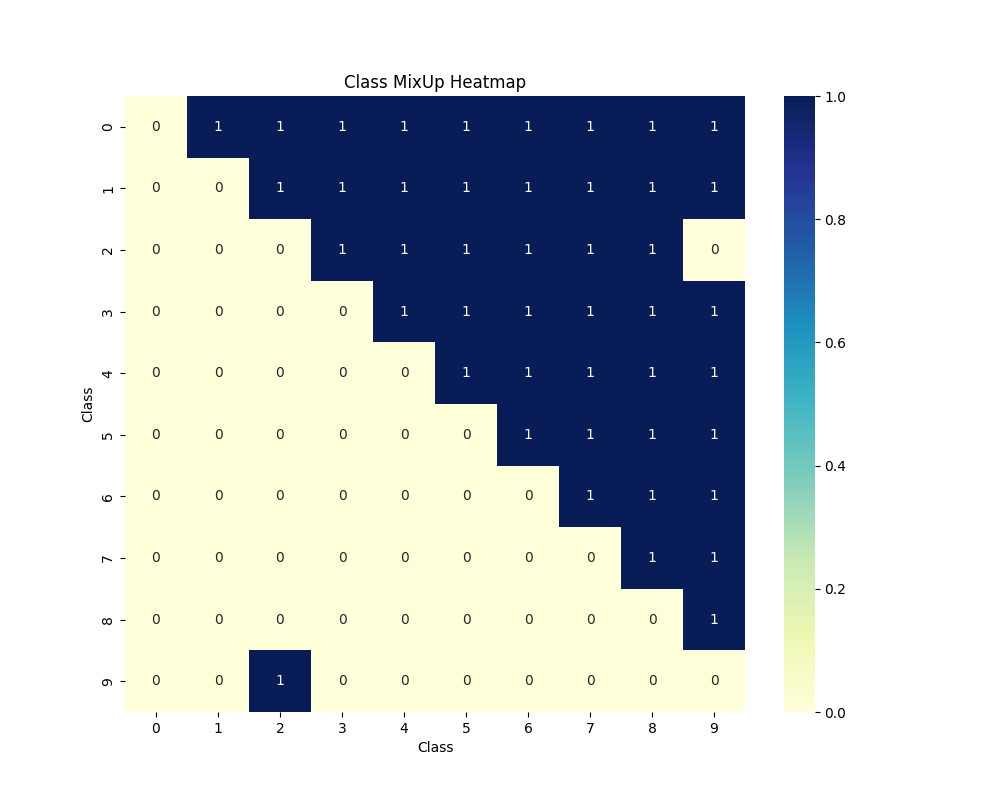 Class MixUp Heatmap
0 0 1 1 1 1 1 1 1 1 1
1 0 0 1 1 1 1 1 1 1 1
2 0 0 0 1 1 1 1 1 1 0
3 0 0 0 0 1 1 1 1 1 1
4 0 0 0 0 0 1 1 1 1 1
5 0 0 0 0 0 0 1 1 1 1
6 0 0 0 0 0 0 0 1 1 1
7 0 0 0 0 0 0 0 0 1 1
8 0 0 0 0 0 0 0 0 0 1
9 0 0 1 0 0 0 0 0 0 0
0 1 2 3 4 5 6 7 8 9
Class
Class
1.0
0.8
0.6
0.4
0.2
0.0